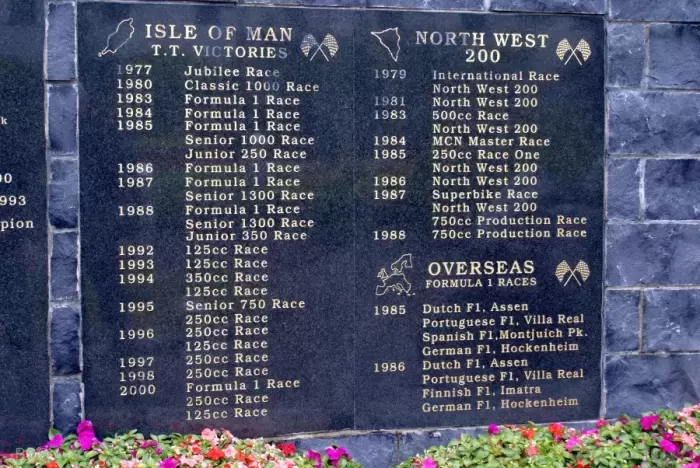 90
993
pion
ISLE OF MAN
T.T. VICTORIES
1977 Jubilee Race
1980 Classic 1000 Race
1983 Formula 1 Race
1984 Formula 1 Race
1985 Formula 1 Race
Senior 1000 Race
Junior 250 Race
1986 Formula 1 Race
1987 Formula 1 Race
Senior 1300 Race
1988 Formula 1 Race
Senior 1300 Race
Junior 350 Race
1992 125cc Race
1993 125cc Race
1994 350cc Race
125cc Race
1995 Senior 750 Race
250cc Race
1996 250cc Race
125cc Race
1997 250cc Race
1998 250cc Race
2000 Formula 1 Race
250cc Race
125cc Race
NORTH WEST
200
1979 International Race
North West 200
1981 North West 200
1983 500cc Race
North West 200
1984 MCN Master Race
1985 250cc Race One
North West 200
1986 North West 200
1987 Superbike Race
North West 200
750cc Production Race
1988 750cc Production Race
OVERSEAS
FORMULA 1 RACES
1985 Dutch F1, Assen
Portuguese F1, Villa Real
Spanish F1,Montjuich Pk.
German F1, Hockenheim
1986 Dutch F1, Assen
Portuguese F1, Villa Real
Finnish F1, Imatra
German F1, Hockenheim